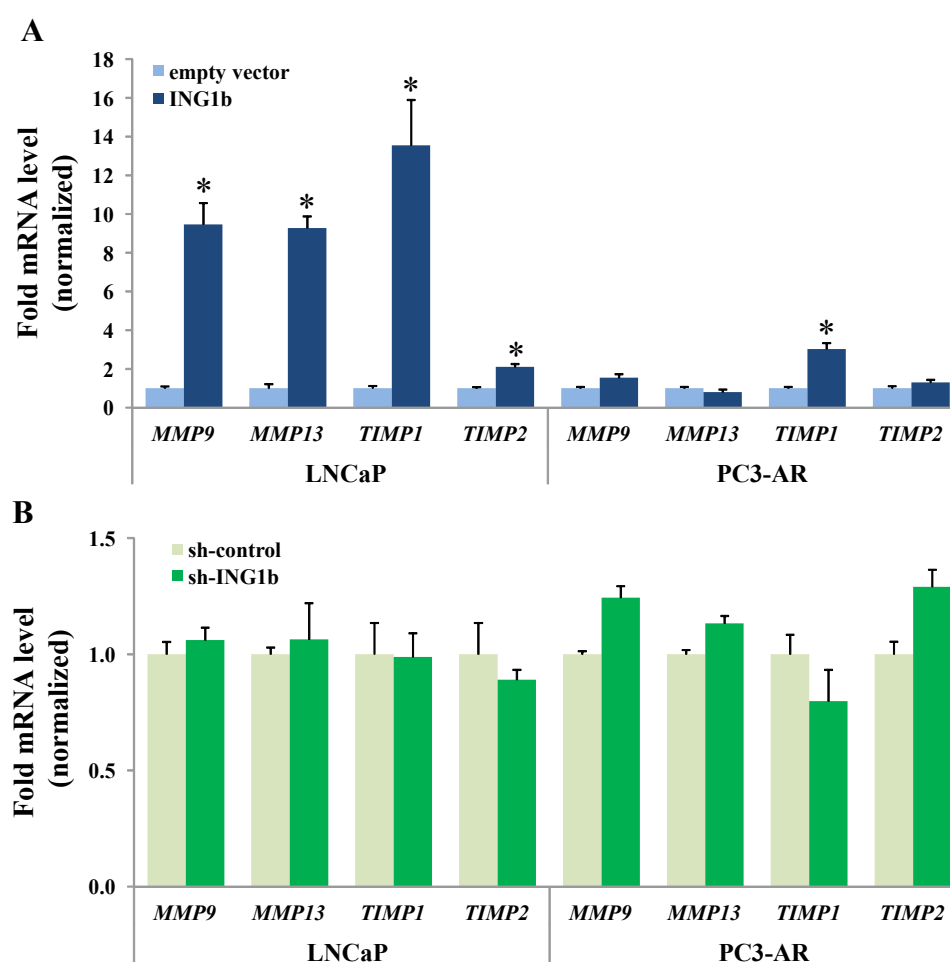 A
18
16
14
12
10
8
6
4
2
0
Fold mRNA level
(normalized)
empty vector
ING1b
* * * * *
MMP9 MMP13 TIMP1 TIMP2 MMP9 MMP13 TIMP1 TIMP2
LNCaP PC3-AR
B
1.5
1.0
0.5
0.0
Fold mRNA level
(normalized)
sh-control
sh-ING1b
MMP9 MMP13 TIMP1 TIMP2 MMP9 MMP13 TIMP1 TIMP2
LNCaP PC3-AR